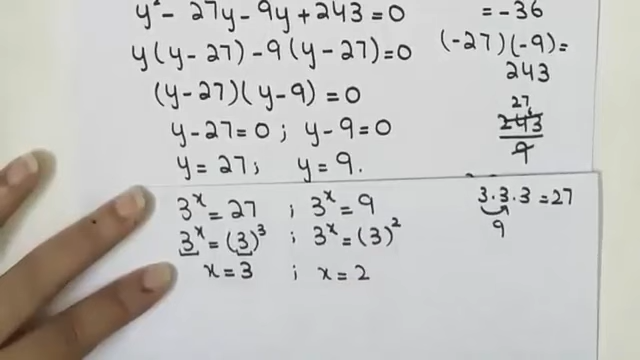 y² - 27y - 9y + 243 = 0
y(y - 27) - 9(y - 27) = 0
(y - 27)(y - 9) = 0
y - 27 = 0 ; y - 9 = 0
y = 27 ; y = 9.
3ˣ = 27 ; 3ˣ = 9
3ˣ = (3)³ ; 3ˣ = (3)²
x = 3 ; x = 2
= -36
(-27)(-9) =
243
27
243
9
3·3·3 = 27
9